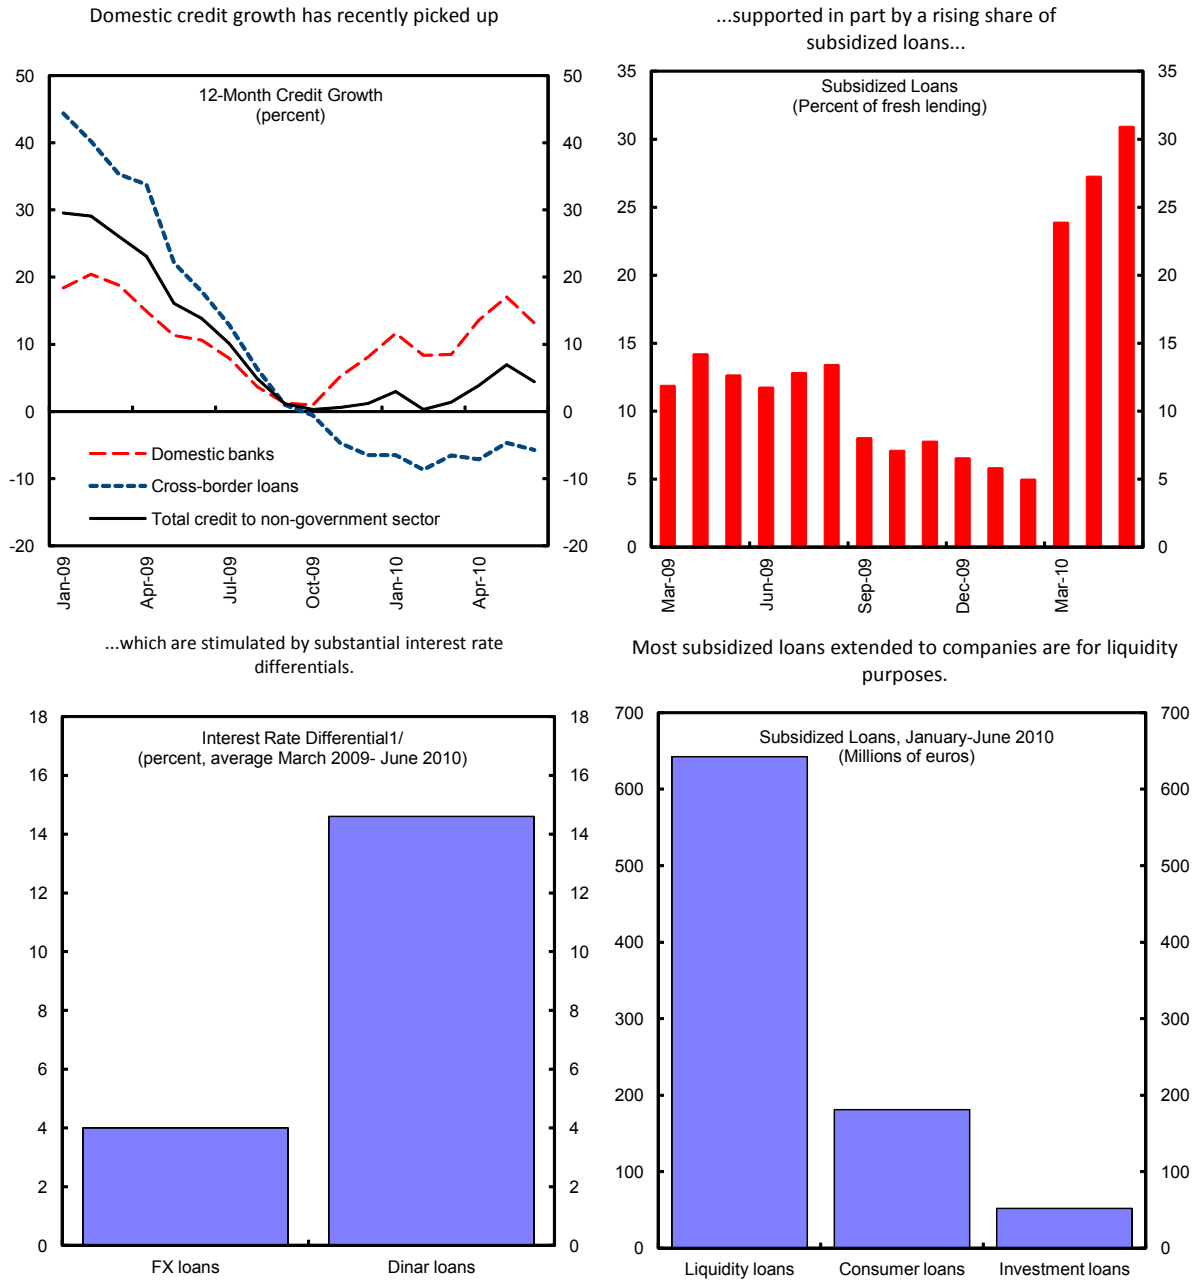 Domestic credit growth has recently picked up
12-Month Credit Growth
(percent)
50 50
40 40
30 30
20 20
10 10
0 0
-10 -10
-20 -20
Domestic banks
Cross-border loans
Total credit to non-government sector
Jan-09 Apr-09 Jul-09 Oct-09 Jan-10 Apr-10
...supported in part by a rising share of
subsidized loans...
Subsidized Loans
(Percent of fresh lending)
35 35
30 30
25 25
20 20
15 15
10 10
5 5
0 0
Mar-09 Jun-09 Sep-09 Dec-09 Mar-10
...which are stimulated by substantial interest rate
differentials.
Interest Rate Differential1/
(percent, average March 2009- June 2010)
18 18
16 16
14 14
12 12
10 10
8 8
6 6
4 4
2 2
0 0
FX loans Dinar loans
Most subsidized loans extended to companies are for liquidity
purposes.
Subsidized Loans, January-June 2010
(Millions of euros)
700 700
600 600
500 500
400 400
300 300
200 200
100 100
0 0
Liquidity loans Consumer loans Investment loans